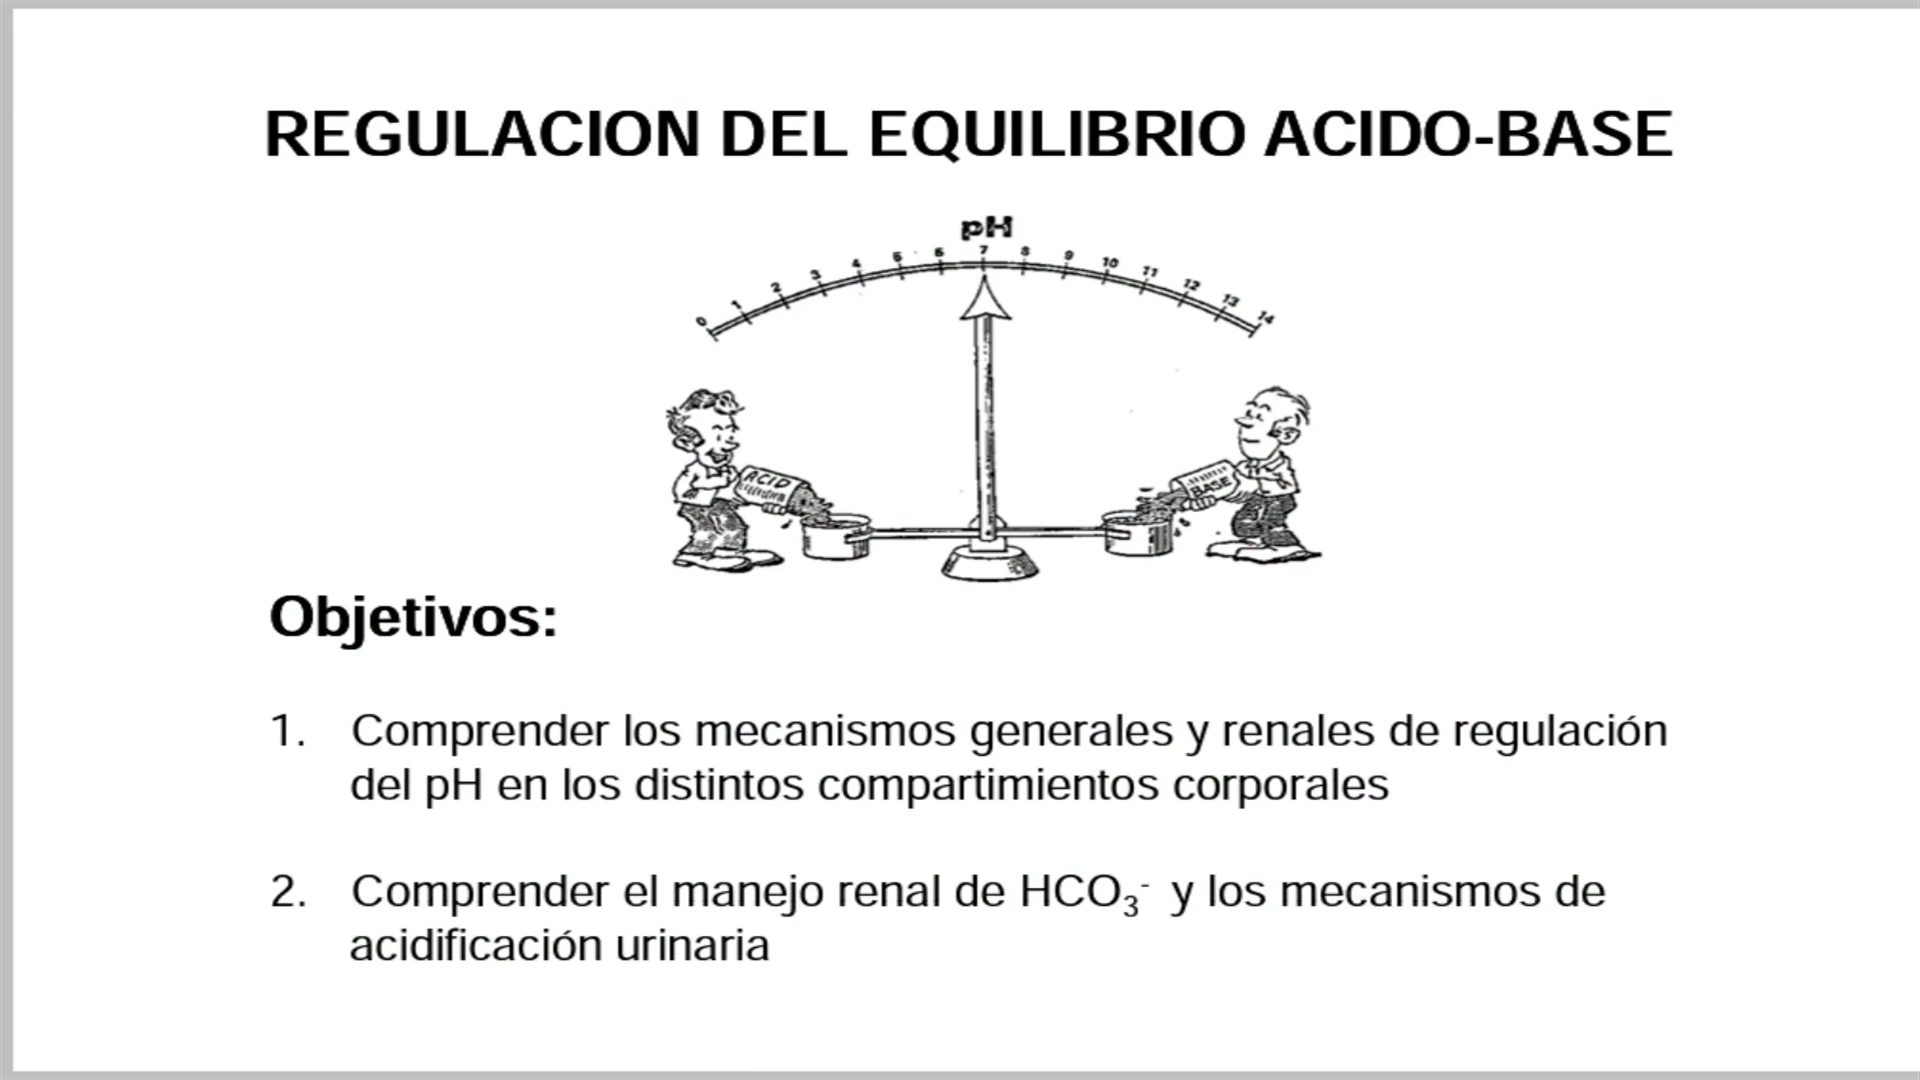 REGULACION DEL EQUILIBRIO ACIDO-BASE
pH
0 1 2 3 4 5 6 7 8 9 10 11 12 13 14
ACID
BASE
Objetivos:
1. Comprender los mecanismos generales y renales de regulación
del pH en los distintos compartimientos corporales
2. Comprender el manejo renal de HCO₃⁻ y los mecanismos de
acidificación urinaria